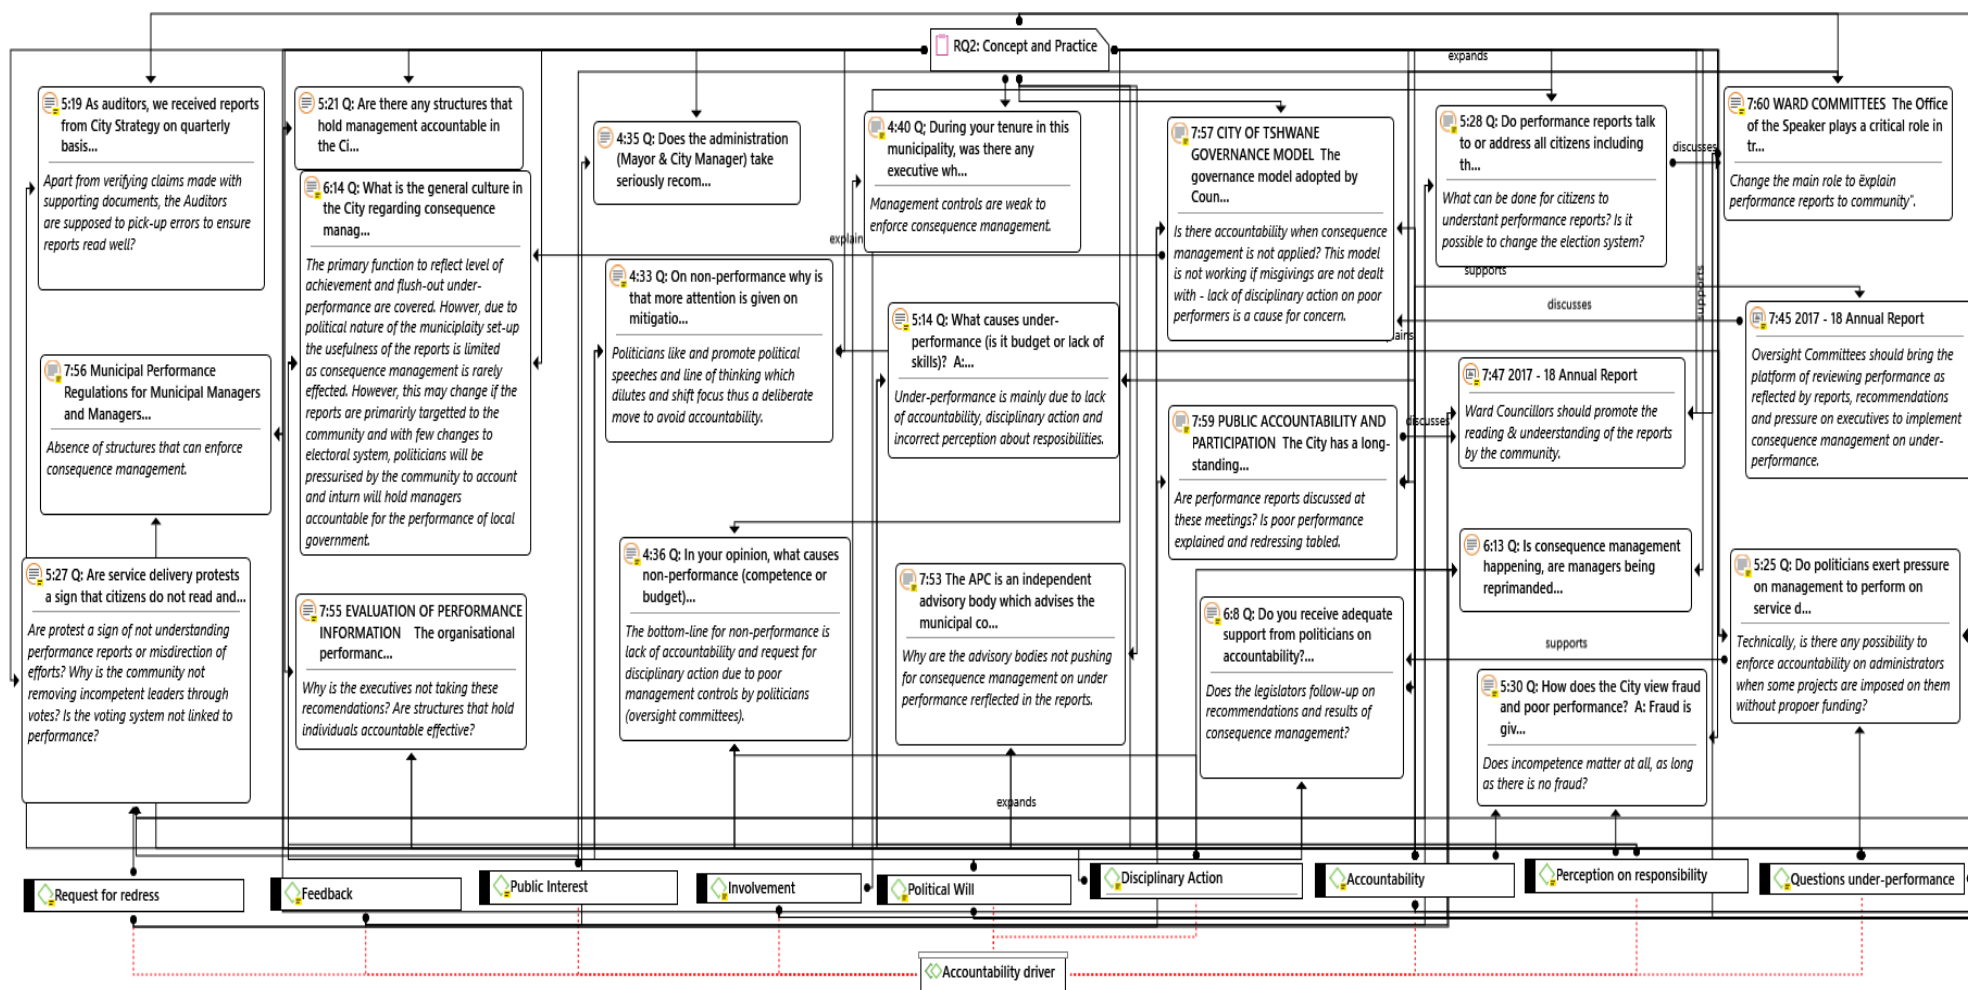 RQ2: Concept and Practice
expands
5:19 As auditors, we received reports
from City Strategy on quarterly
basis...
Apart from verifying claims made with
supporting documents, the Auditors
are supposed to pick-up errors to ensure
reports read well?
7:56 Municipal Performance
Regulations for Municipal Managers
and Managers...
Absence of structures that can enforce
consequence management.
5:27 Q: Are service delivery protests
a sign that citizens do not read and...
Are protest a sign of not understanding
performance reports or misdirection of
efforts? Why is the community not
removing incompetent leaders through
votes? Is the voting system not linked to
performance?
5:21 Q: Are there any structures that
hold management accountable in
the Ci...
6:14 Q: What is the general culture in
the City regarding consequence
manag...
The primary function to reflect level of
achievement and flush-out under-
performance are covered. Howver, due to
political nature of the municiplaity set-up
the usefulness of the reports is limited
as consequence management is rarely
effected. However, this may change if the
reports are primarirly targetted to the
community and with few changes to
electoral system, politicians will be
pressurised by the community to account
and inturn will hold managers
accountable for the performance of local
government.
7:55 EVALUATION OF PERFORMANCE
INFORMATION The organisational
performanc...
Why is the executives not taking these
recomendations? Are structures that hold
individuals accountable effective?
4:35 Q: Does the administration
(Mayor & City Manager) take
seriously recom...
4:33 Q: On non-performance why is
that more attention is given on
mitigatio...
Politicians like and promote political
speeches and line of thinking which
dilutes and shift focus thus a deliberate
move to avoid accountability.
4:36 Q: In your opinion, what causes
non-performance (competence or
budget)...
The bottom-line for non-performance is
lack of accountability and request for
disciplinary action due to poor
management controls by politicians
(oversight committees).
4:40 Q; During your tenure in this
municipality, was there any
executive wh...
Management controls are weak to
enforce consequence management.
explain
5:14 Q: What causes under-
performance (is it budget or lack of
skills)? A:...
Under-performance is mainly due to lack
of accountability, disciplinary action and
incorrect perception about resposibilities.
7:53 The APC is an independent
advisory body which advises the
municipal co...
Why are the advisory bodies not pushing
for consequence management on under
performance rerflected in the reports.
expands
7:57 CITY OF TSHWANE
GOVERNANCE MODEL The
governance model adopted by
Coun...
Is there accountability when consequence
management is not applied? This model
is not working if misgivings are not dealt
with - lack of disciplinary action on poor
performers is a cause for concern.
7:59 PUBLIC ACCOUNTABILITY AND
PARTICIPATION The City has a long-
standing...
Are performance reports discussed at
these meetings? Is poor performance
explained and redressing tabled.
6:8 Q: Do you receive adequate
support from politicians on
accountability?...
Does the legislators follow-up on
recommendations and results of
consequence management?
5:28 Q: Do performance reports talk
to or address all citizens including
th...
What can be done for citizens to
understant performance reports? Is it
possible to change the election system?
discusses
supports
supports
discusses
lains
discusses
7:47 2017 - 18 Annual Report
Ward Councillors should promote the
reading & undeerstanding of the reports
by the community.
6:13 Q: Is consequence management
happening, are managers being
reprimanded...
supports
5:30 Q: How does the City view fraud
and poor performance? A: Fraud is
giv...
Does incompetence matter at all, as long
as there is no fraud?
7:60 WARD COMMITTEES The Office
of the Speaker plays a critical role in
tr...
Change the main role to ëxplain
performance reports to community".
7:45 2017 - 18 Annual Report
Oversight Committees should bring the
platform of reviewing performance as
reflected by reports, recommendations
and pressure on executives to implement
consequence management on under-
performance.
5:25 Q: Do politicians exert pressure
on management to perform on
service d...
Technically, is there any possibility to
enforce accountability on administrators
when some projects are imposed on them
without propoer funding?
Request for redress
Feedback
Public Interest
Involvement
Political Will
Disciplinary Action
Accountability
Perception on responsibility
Questions under-performance
Accountability driver